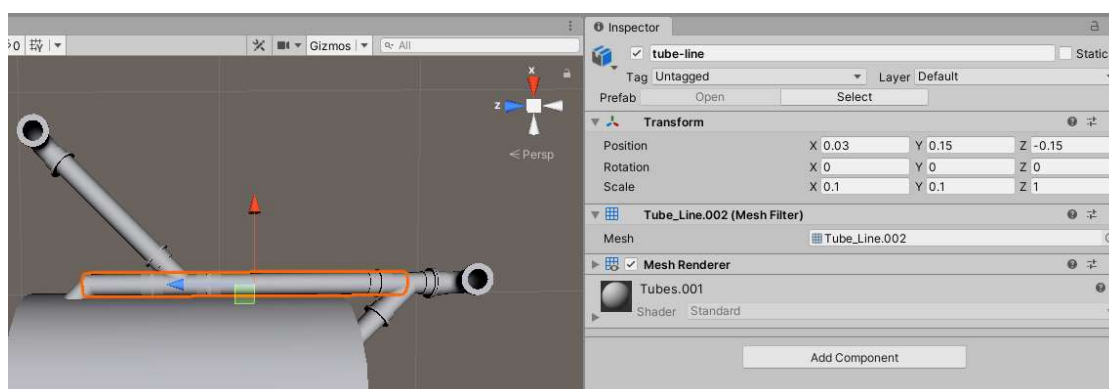 0
Gizmos
All
x
z
Persp
Inspector
tube-line
Static
Tag Untagged Layer Default
Prefab Open Select
Transform
Position X 0.03 Y 0.15 Z -0.15
Rotation X 0 Y 0 Z 0
Scale X 0.1 Y 0.1 Z 1
Tube_Line.002 (Mesh Filter)
Mesh Tube_Line.002
Mesh Renderer
Tubes.001
Shader Standard
Add Component